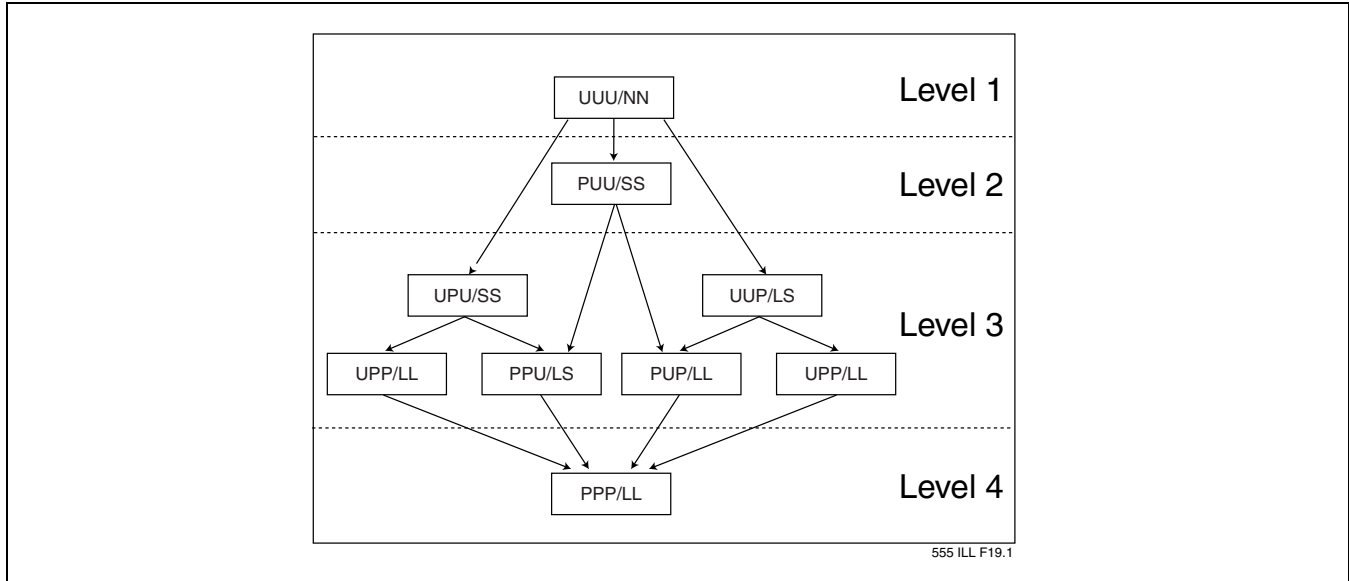 UUU/NN
Level 1
PUU/SS
Level 2
UPU/SS
UUP/LS
Level 3
UPP/LL
PPU/LS
PUP/LL
UPP/LL
PPP/LL
Level 4
555 ILL F19.1